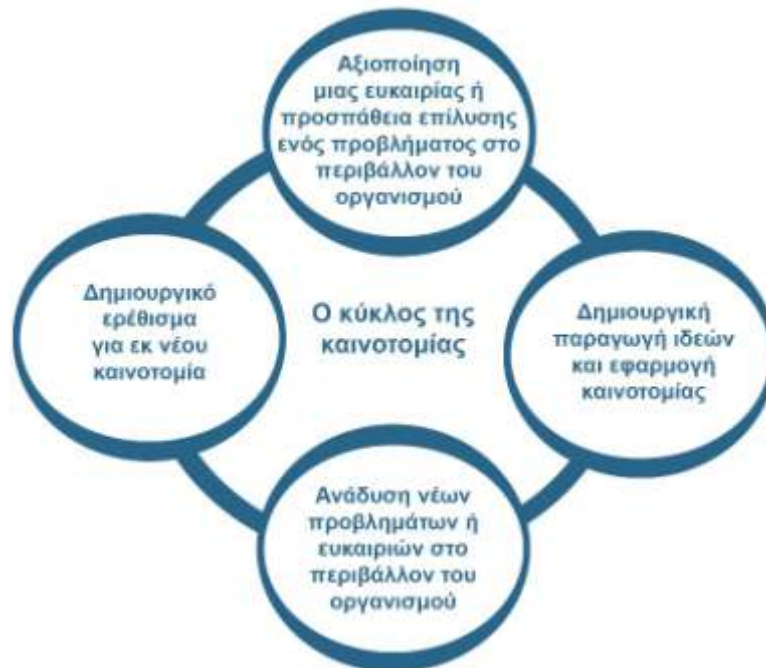 Αξιοποίηση
μιας ευκαιρίας ή
προσπάθεια επίλυσης
ενός προβλήματος στο
περιβάλλον του
οργανισμού
Δημιουργικό
ερέθισμα
για εκ νέου
καινοτομία
Ο κύκλος της
καινοτομίας
Δημιουργική
παραγωγή ιδεών
και εφαρμογή
καινοτομίας
Ανάδυση νέων
προβλημάτων ή
ευκαιριών στο
περιβάλλον του
οργανισμού